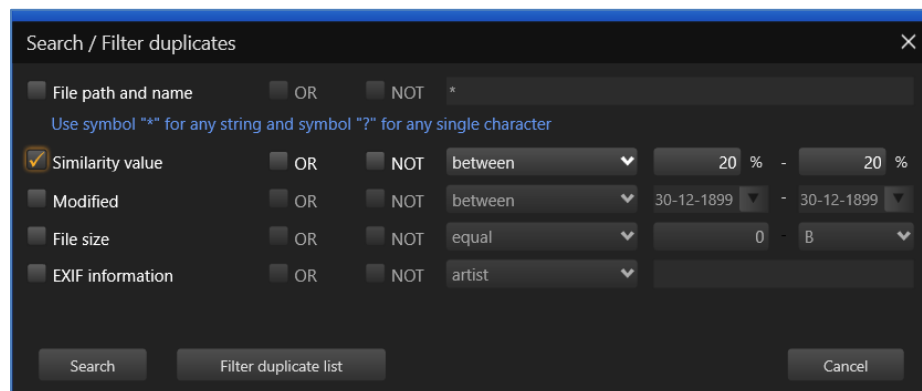 Search / Filter duplicates
File path and name OR NOT *
Use symbol "*" for any string and symbol "?" for any single character
Similarity value OR NOT between 20 % - 20 %
Modified OR NOT between 30-12-1899 - 30-12-1899
File size OR NOT equal 0 - B
EXIF information OR NOT artist
Search Filter duplicate list Cancel